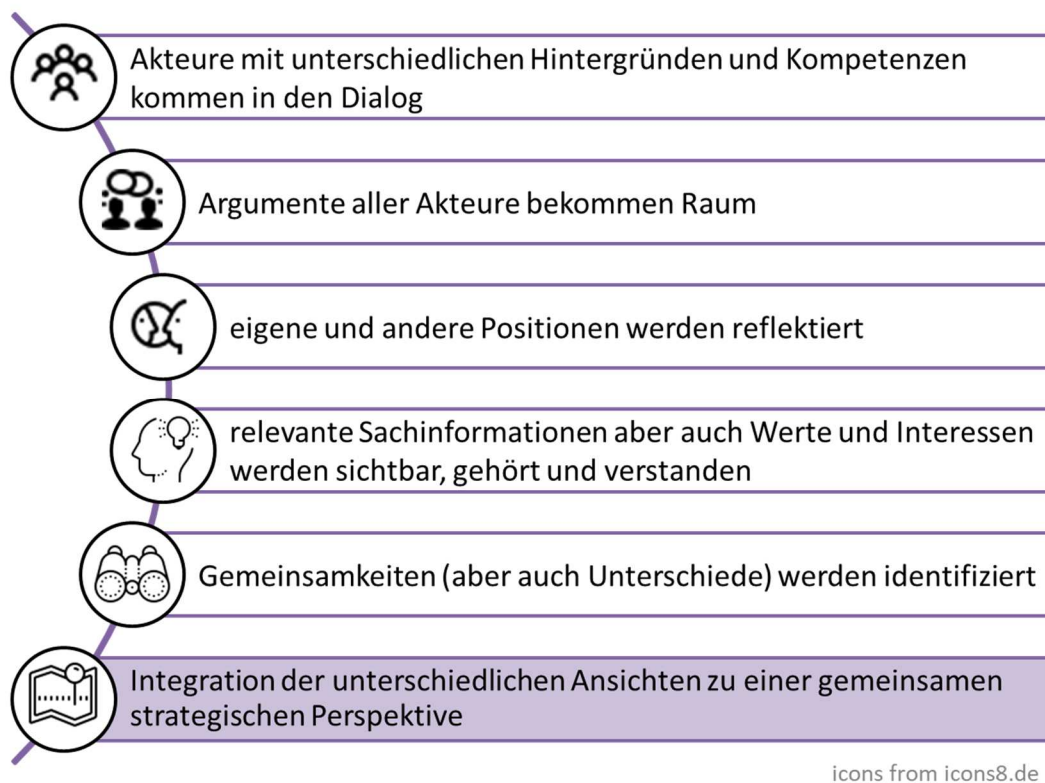 Akteure mit unterschiedlichen Hintergründen und Kompetenzen
kommen in den Dialog
Argumente aller Akteure bekommen Raum
eigene und andere Positionen werden reflektiert
relevante Sachinformationen aber auch Werte und Interessen
werden sichtbar, gehört und verstanden
Gemeinsamkeiten (aber auch Unterschiede) werden identifiziert
Integration der unterschiedlichen Ansichten zu einer gemeinsamen
strategischen Perspektive
icons from icons8.de